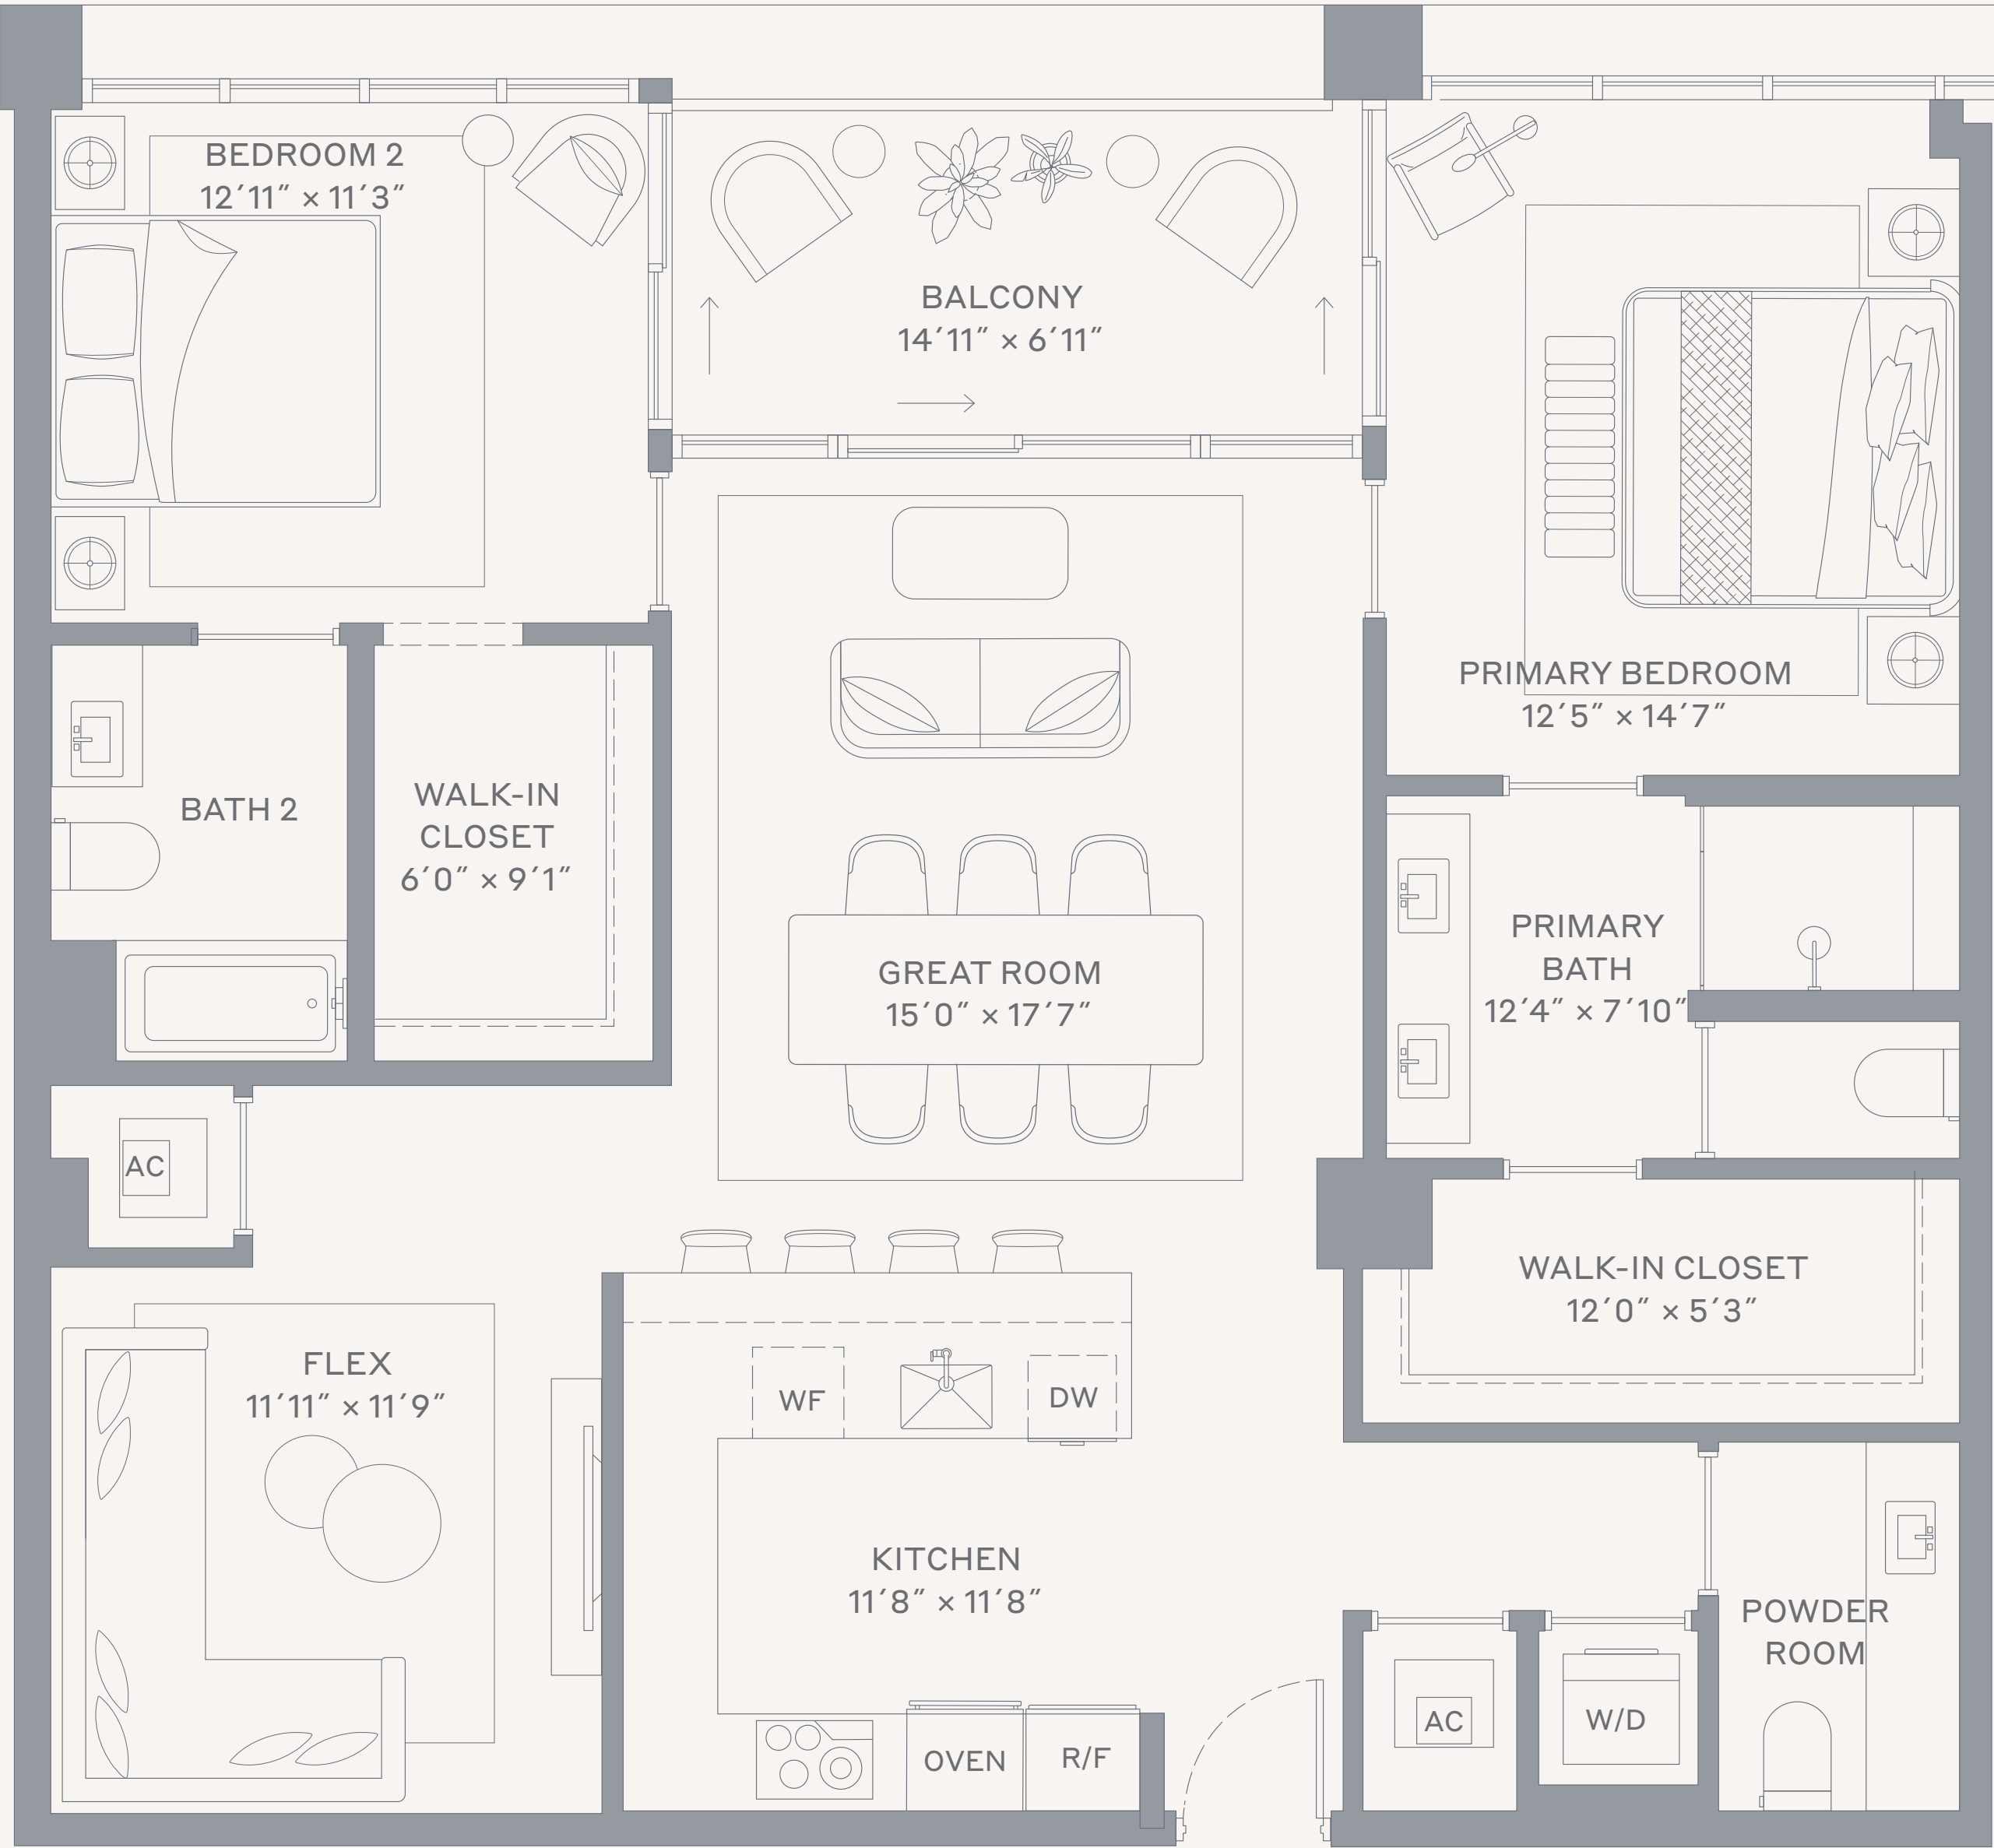 BEDROOM 2
12´11˝ × 11´3˝
BALCONY
14´11˝ × 6´11˝
PRIMARY BEDROOM
12´5˝ × 14´7˝
BATH 2
WALK-IN
CLOSET
6´0˝ × 9´1˝
GREAT ROOM
15´0˝ × 17´7˝
PRIMARY
BATH
12´4˝ × 7´10˝
AC
WALK-IN CLOSET
12´0˝ × 5´3˝
FLEX
11´11˝ × 11´9˝
WF
DW
KITCHEN
11´8˝ × 11´8˝
POWDER
ROOM
OVEN
R/F
AC
W/D